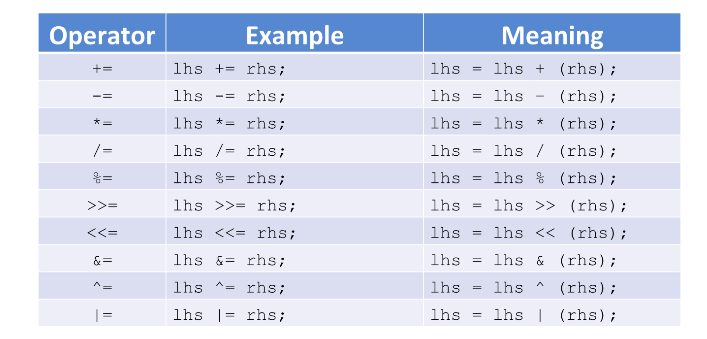 Operator Example Meaning
+= lhs += rhs; lhs = lhs + (rhs);
-= lhs -= rhs; lhs = lhs – (rhs);
*= lhs *= rhs; lhs = lhs * (rhs);
/= lhs /= rhs; lhs = lhs / (rhs);
%= lhs %= rhs; lhs = lhs % (rhs);
>>= lhs >>= rhs; lhs = lhs >> (rhs);
<<= lhs <<= rhs; lhs = lhs << (rhs);
&= lhs &= rhs; lhs = lhs & (rhs);
^= lhs ^= rhs; lhs = lhs ^ (rhs);
|= lhs |= rhs; lhs = lhs | (rhs);